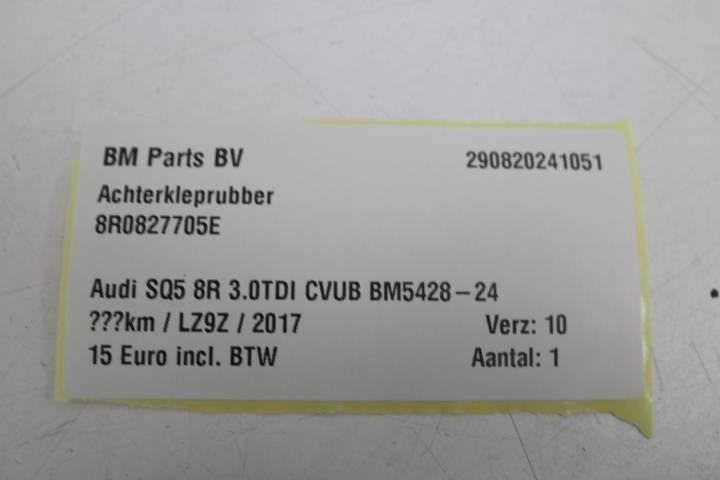 BM Parts BV 290820241051
Achterkleprubber
8R0827705E
Audi SQ5 8R 3.0TDI CVUB BM5428-24
???km / LZ9Z / 2017 Verz: 10
15 Euro incl. BTW Aantal: 1